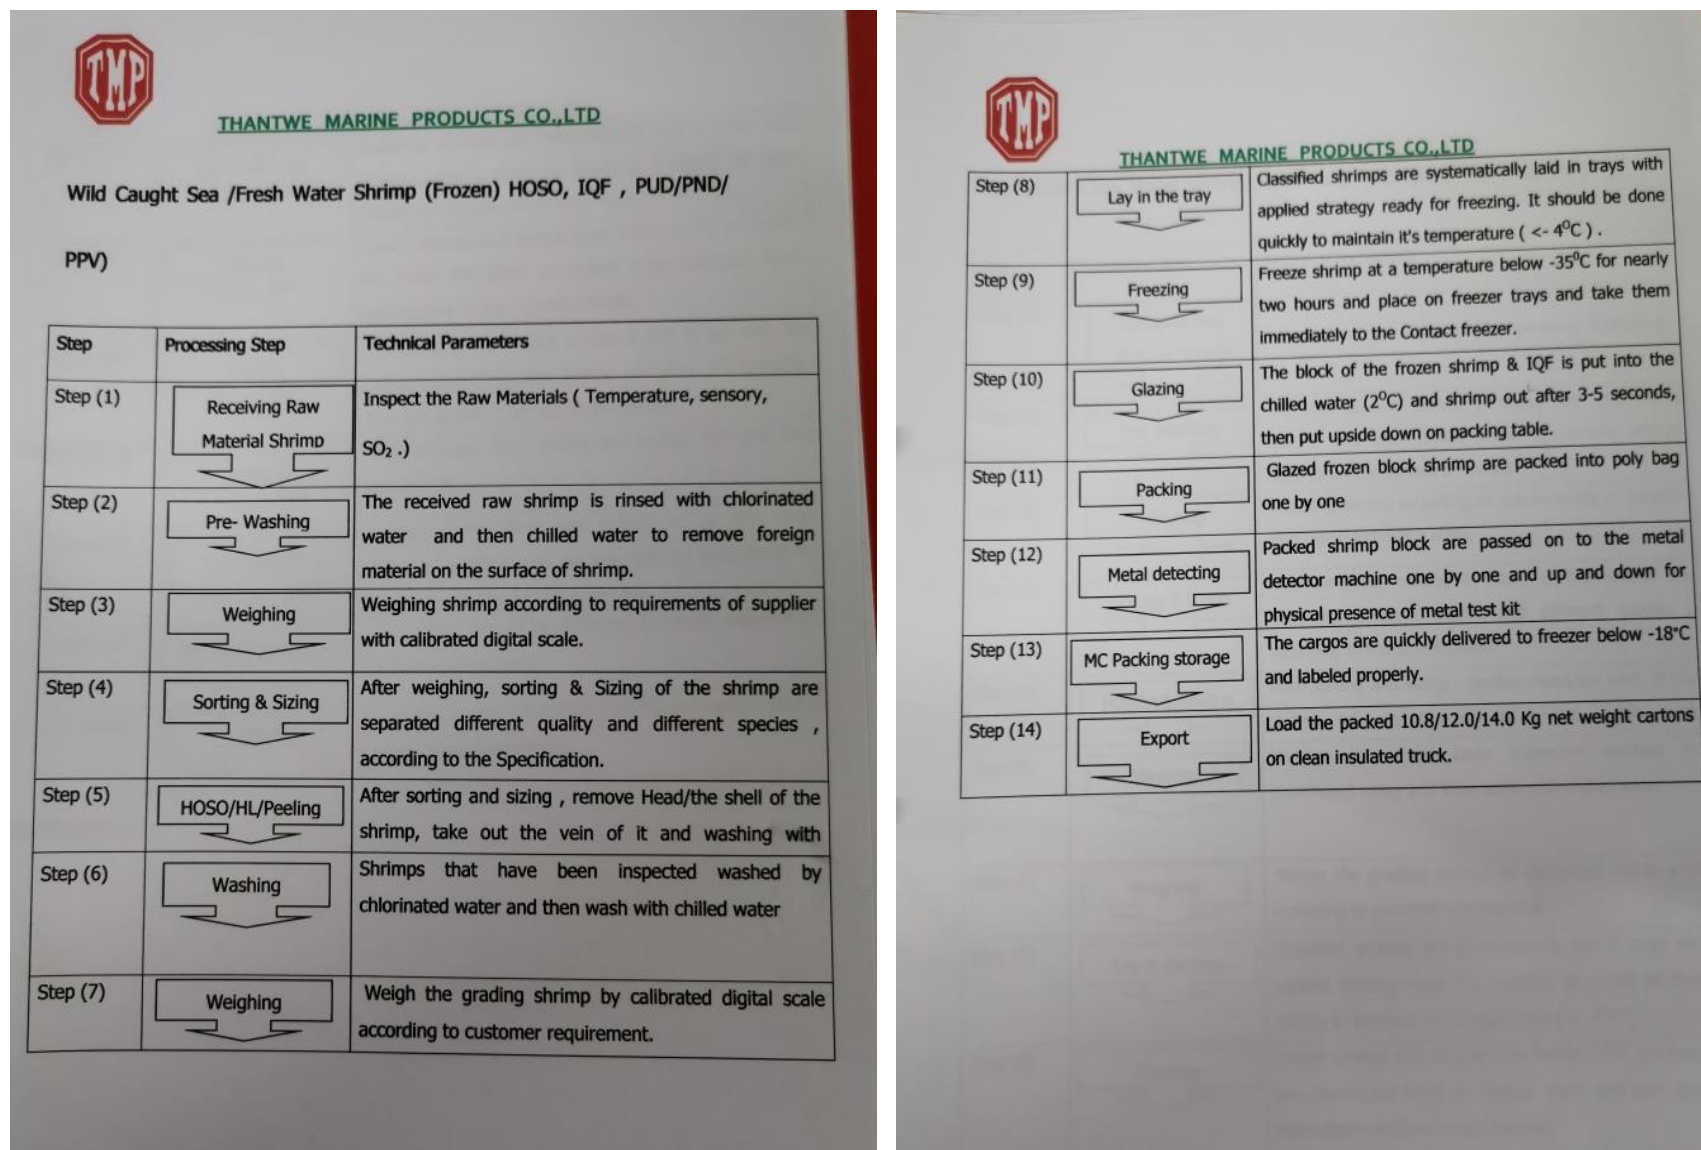 TMP
THANTWE MARINE PRODUCTS CO.,LTD
Wild Caught Sea /Fresh Water Shrimp (Frozen) HOSO, IQF , PUD/PND/
PPV)
Step
Processing Step
Technical Parameters
Step (1)
Receiving Raw
Material Shrimp
Inspect the Raw Materials ( Temperature, sensory,
SO₂ .)
Step (2)
Pre- Washing
The received raw shrimp is rinsed with chlorinated
water and then chilled water to remove foreign
material on the surface of shrimp.
Step (3)
Weighing
Weighing shrimp according to requirements of supplier
with calibrated digital scale.
Step (4)
Sorting & Sizing
After weighing, sorting & Sizing of the shrimp are
separated different quality and different species ,
according to the Specification.
Step (5)
HOSO/HL/Peeling
After sorting and sizing , remove Head/the shell of the
shrimp, take out the vein of it and washing with
Step (6)
Washing
Shrimps that have been inspected washed by
chlorinated water and then wash with chilled water
Step (7)
Weighing
Weigh the grading shrimp by calibrated digital scale
according to customer requirement.
TMP
THANTWE MARINE PRODUCTS CO.,LTD
Step (8)
Lay in the tray
Classified shrimps are systematically laid in trays with
applied strategy ready for freezing. It should be done
quickly to maintain it's temperature ( <- 4⁰C ) .
Step (9)
Freezing
Freeze shrimp at a temperature below -35⁰C for nearly
two hours and place on freezer trays and take them
immediately to the Contact freezer.
Step (10)
Glazing
The block of the frozen shrimp & IQF is put into the
chilled water (2⁰C) and shrimp out after 3-5 seconds,
then put upside down on packing table.
Step (11)
Packing
Glazed frozen block shrimp are packed into poly bag
one by one
Step (12)
Metal detecting
Packed shrimp block are passed on to the metal
detector machine one by one and up and down for
physical presence of metal test kit
Step (13)
MC Packing storage
The cargos are quickly delivered to freezer below -18°C
and labeled properly.
Step (14)
Export
Load the packed 10.8/12.0/14.0 Kg net weight cartons
on clean insulated truck.